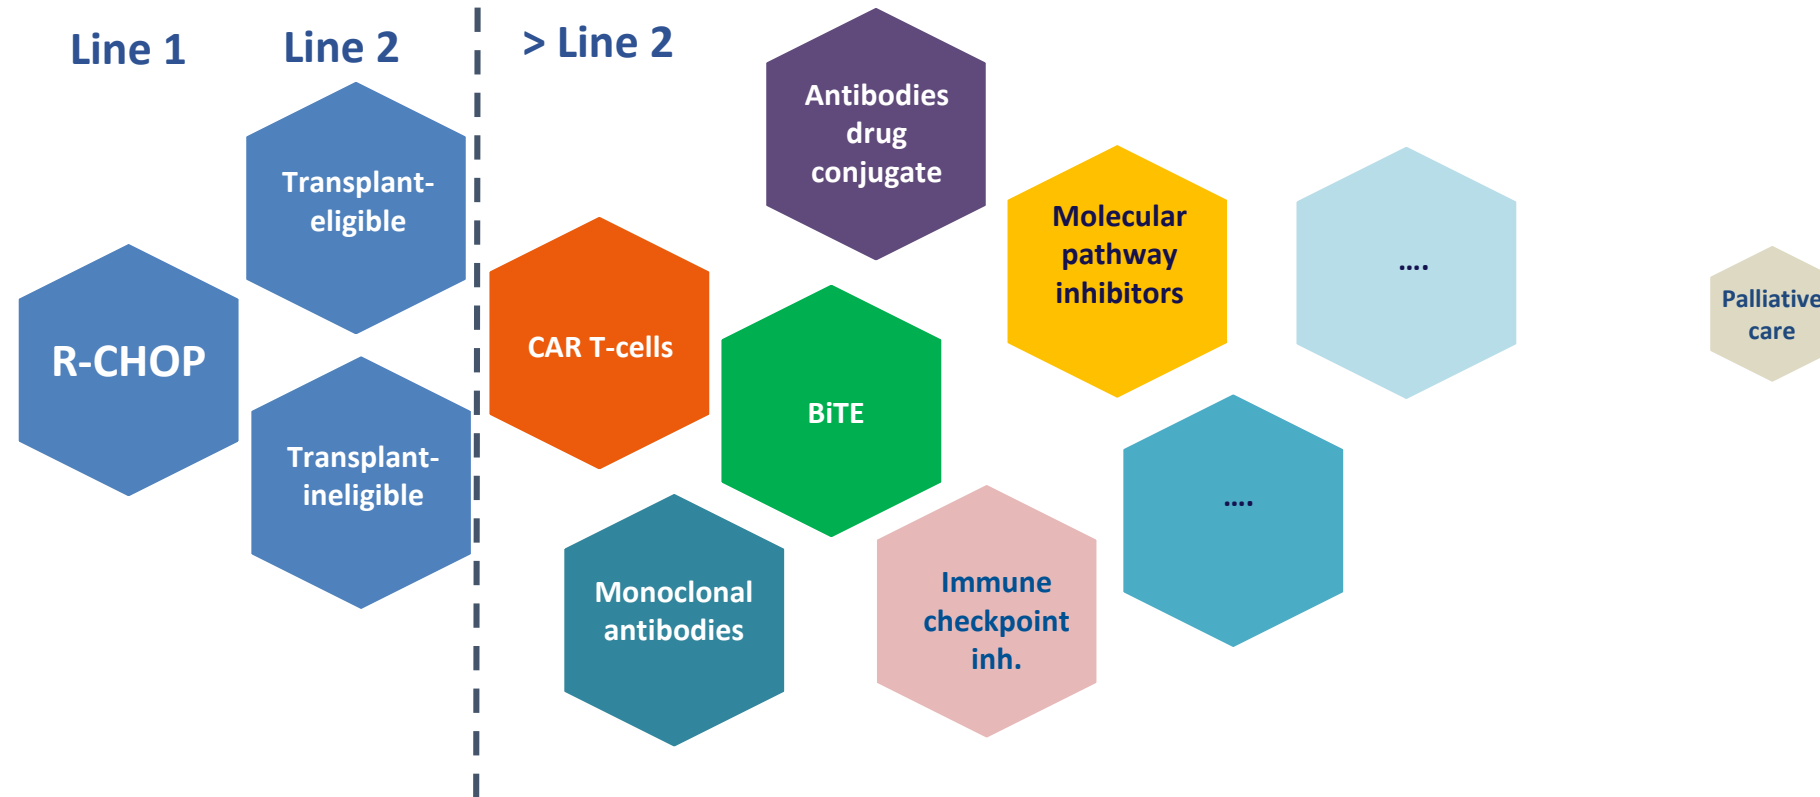 Line 1
Line 2
> Line 2
R-CHOP
Transplant-
eligible
Transplant-
ineligible
CAR T-cells
Antibodies
drug
conjugate
BiTE
Monoclonal
antibodies
Molecular
pathway
inhibitors
Immune
checkpoint
inh.
....
....
Palliative
care